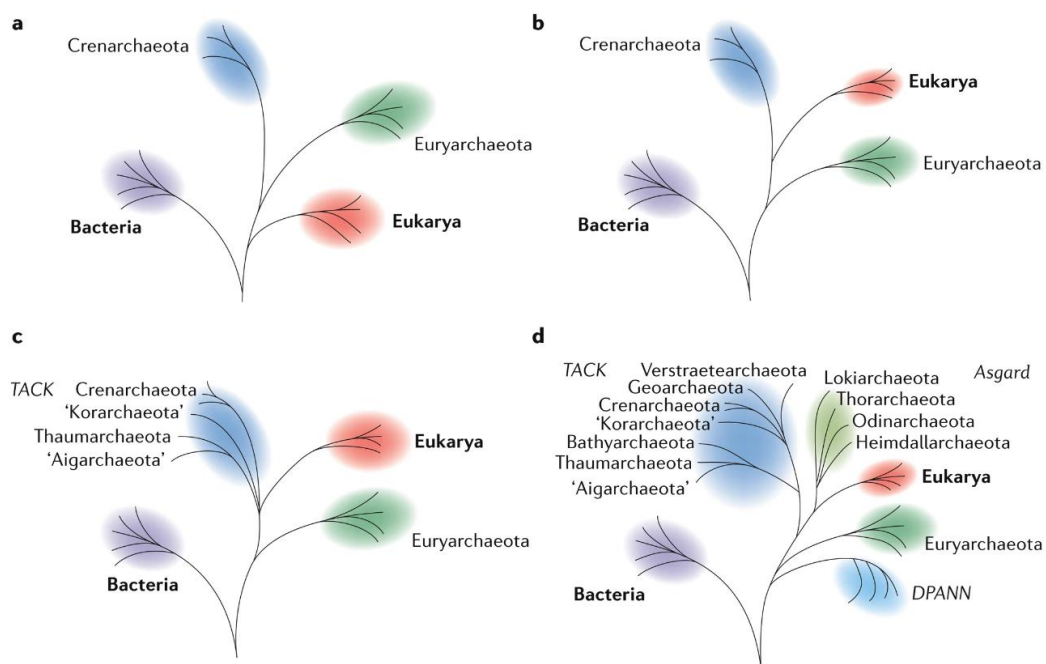 a
Crenarchaeota
Euryarchaeota
Bacteria
Eukarya
b
Crenarchaeota
Eukarya
Euryarchaeota
Bacteria
c
TACK Crenarchaeota
‘Korarchaeota’
Thaumarchaeota
‘Aigarchaeota’
Eukarya
Euryarchaeota
Bacteria
d
TACK Verstraetearchaeota
Geoarchaeota
Crenarchaeota
‘Korarchaeota’
Bathyarchaeota
Thaumarchaeota
‘Aigarchaeota’
Asgard
Lokiarchaeota
Thorarchaeota
Odinarchaeota
Heimdallarchaeota
Eukarya
Euryarchaeota
DPANN
Bacteria